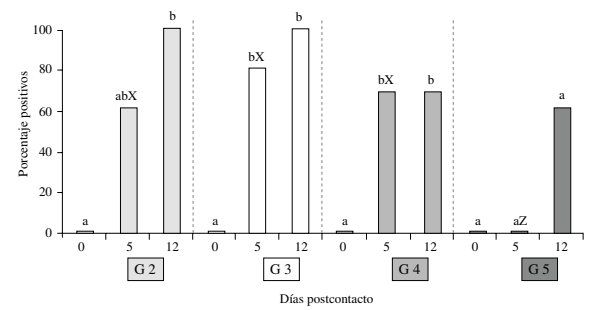 Porcentaje positivos
100
80
60
40
20
0
a abX b
a bX b
a bX b
a aZ a
0 5 12 0 5 12 0 5 12 0 5 12
G 2 G 3 G 4 G 5
Días postcontacto